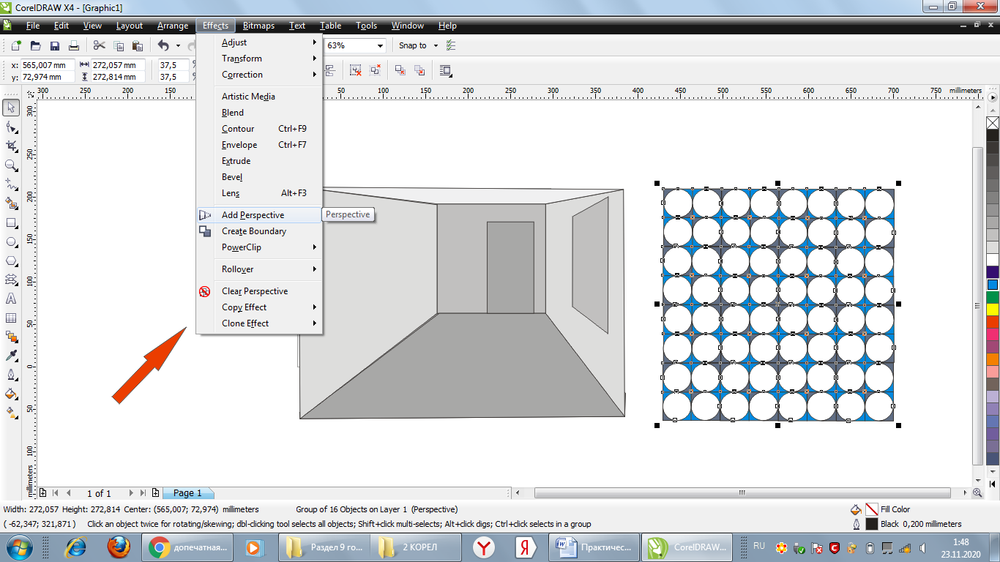 CorelDRAW X4 - [Graphic1]
File Edit View Layout Arrange Effects Bitmaps Text Table Tools Window Help
63% Snap to
x: 565,007 mm 272,057 mm 37,5
y: 72,974 mm 272,814 mm 37,5
300 250 200 150 50 100 150 200 250 300 350 400 450 500 550 600 650 700 750 millimeters
300
250
200
150
100
50
0
50
100
millimeters
Adjust
Transform
Correction
Artistic Media
Blend
Contour Ctrl+F9
Envelope Ctrl+F7
Extrude
Bevel
Lens Alt+F3
Add Perspective
Perspective
Create Boundary
PowerClip
Rollover
Clear Perspective
Copy Effect
Clone Effect
1 of 1 Page 1
Width: 272,057 Height: 272,814 Center: (565,007; 72,974) millimeters Group of 16 Objects on Layer 1 (Perspective) Fill Color
( -62,347; 321,871 ) Click an object twice for rotating/skewing; dbl-clicking tool selects all objects; Shift+click multi-selects; Alt+click digs; Ctrl+click selects in a group Black 0,200 millimeters
допечатная... Раздел 9 го... 2 КОРЕЛ Практичес... CorelDRAW... RU 1:48
23.11.2020